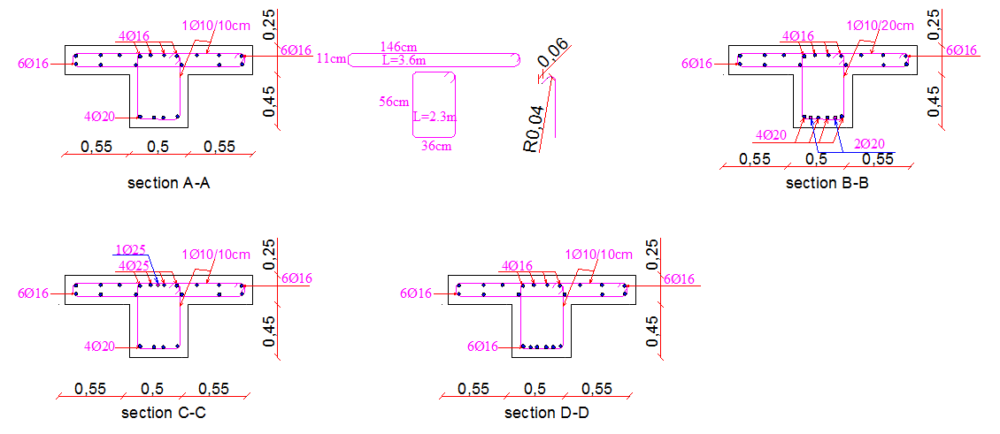 4Ø16
1Ø10/10cm
0,25
6Ø16
6Ø16
4Ø20
0,45
0,55
0,5
0,55
section A-A
146cm
11cm
L=3.6m
56cm
L=2.3m
36cm
0,06
R0,04
4Ø16
1Ø10/20cm
0,25
6Ø16
6Ø16
0,45
4Ø20
2Ø20
0,55
0,5
0,55
section B-B
1Ø25
4Ø25
1Ø10/10cm
0,25
6Ø16
6Ø16
4Ø20
0,45
0,55
0,5
0,55
section C-C
4Ø16
1Ø10/10cm
0,25
6Ø16
6Ø16
6Ø16
0,45
0,55
0,5
0,55
section D-D